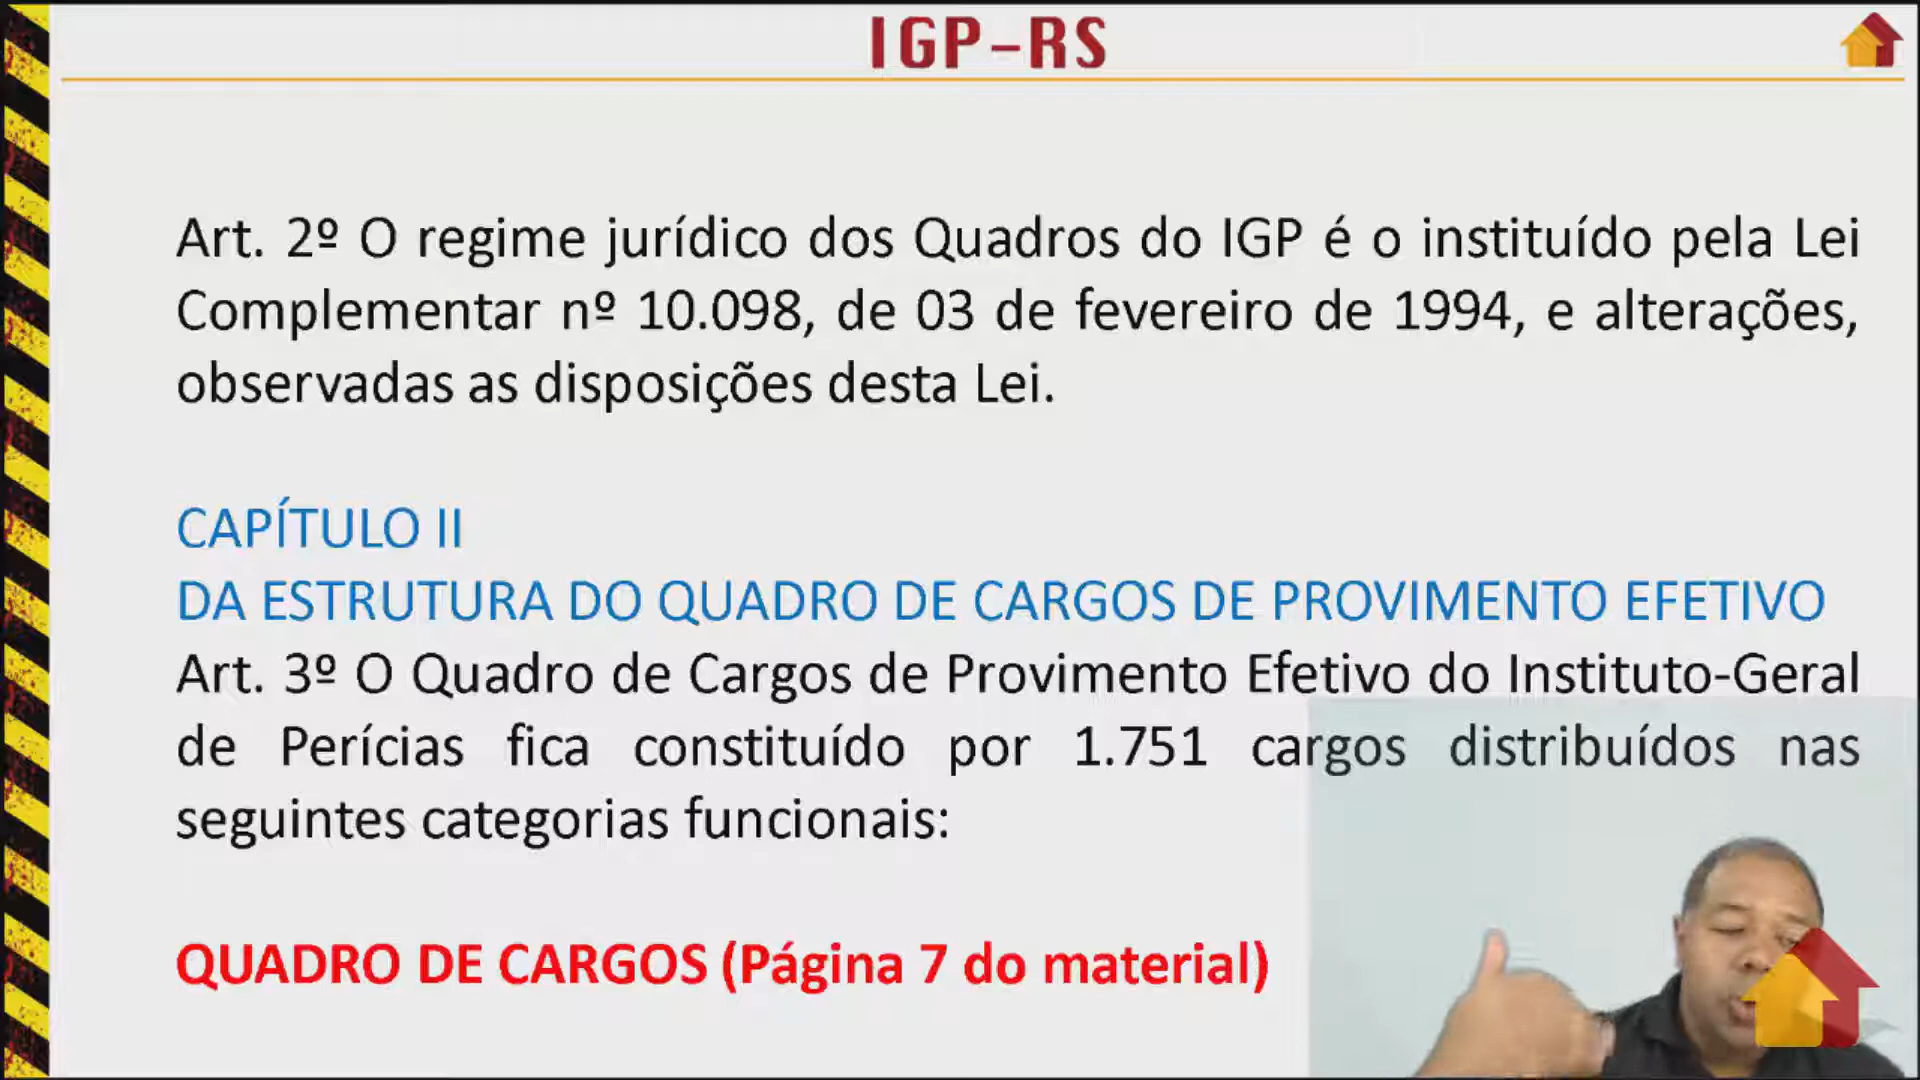 IGP-RS
Art. 2º O regime jurídico dos Quadros do IGP é o instituído pela Lei
Complementar nº 10.098, de 03 de fevereiro de 1994, e alterações,
observadas as disposições desta Lei.
CAPÍTULO II
DA ESTRUTURA DO QUADRO DE CARGOS DE PROVIMENTO EFETIVO
Art. 3º O Quadro de Cargos de Provimento Efetivo do Instituto-Geral
de Perícias fica constituído por 1.751 cargos distribuídos nas
seguintes categorias funcionais:
QUADRO DE CARGOS (Página 7 do material)